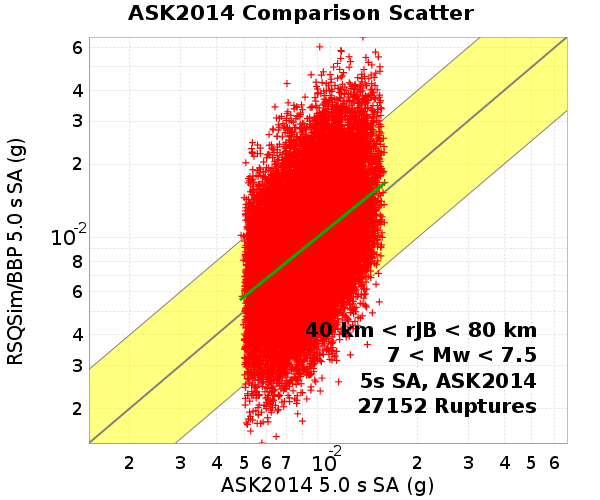 ASK2014 Comparison Scatter
RSQSim/BBP 5.0 s SA (g)
6
4
3
2
10-2
8
6
4
3
2
40 km < rJB < 80 km
7 < Mw < 7.5
5s SA, ASK2014
27152 Ruptures
2 3 4 5 6 7 10-2 2 3 4 5 6
ASK2014 5.0 s SA (g)